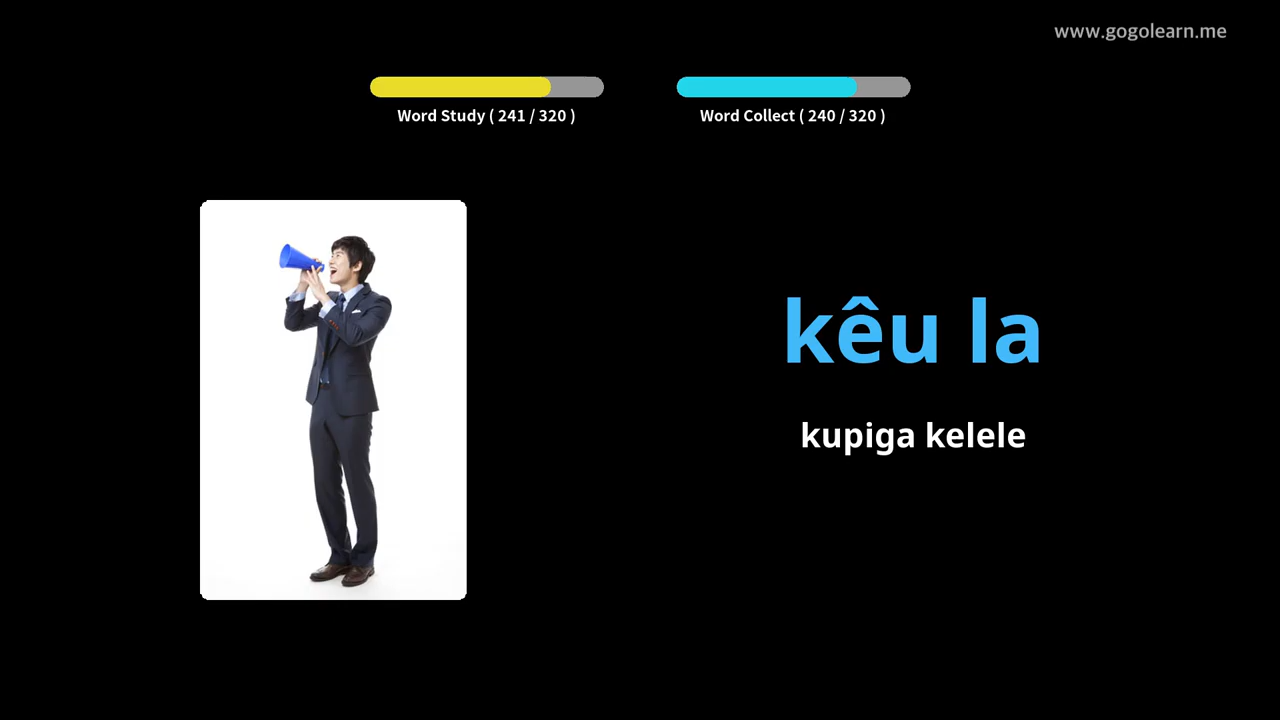 www.gogolearn.me
Word Study ( 241 / 320 )
Word Collect ( 240 / 320 )
kêu la
kupiga kelele